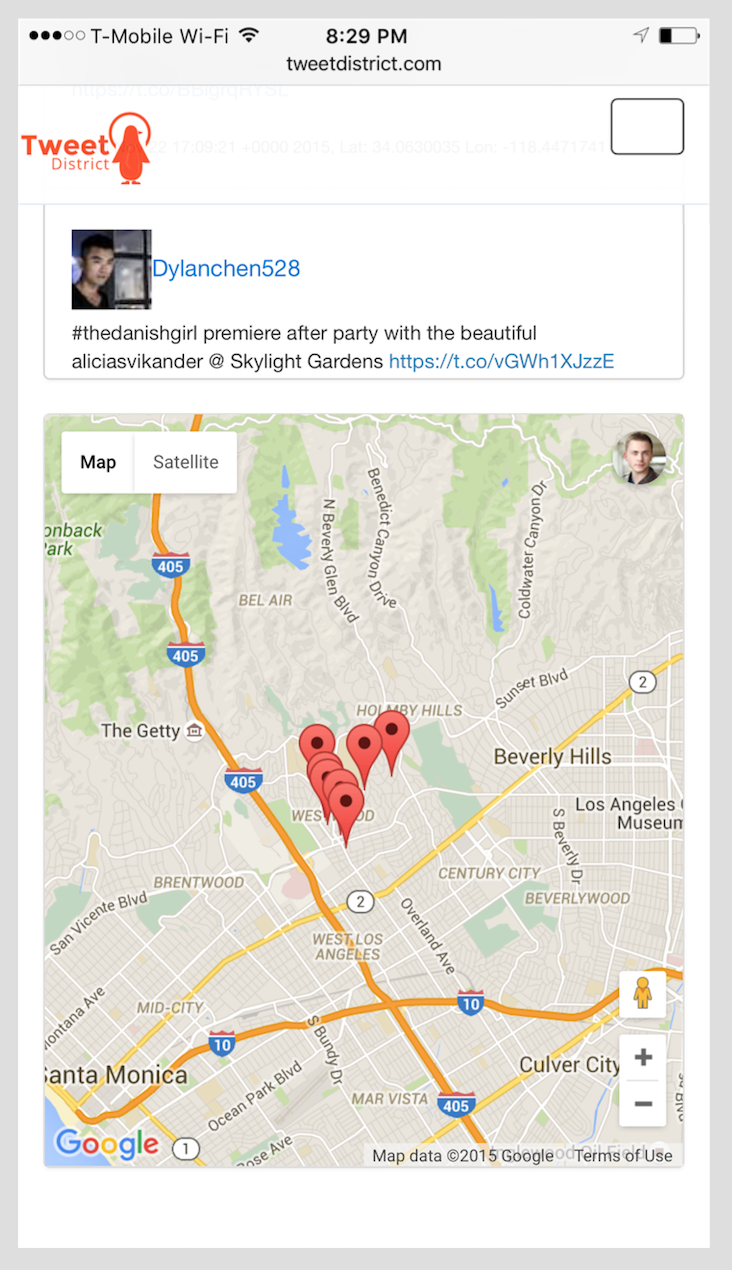 T-Mobile Wi-Fi 8:29 PM
tweetdistrict.com
https://t.co/BBigrqRYSL
Tweet
District
22 17:09:21 +0000 2015, Lat: 34.0630035 Lon: -118.4471741
Dylanchen528
#thedanishgirl premiere after party with the beautiful
aliciasvikander @ Skylight Gardens https://t.co/vGWh1XJzzE
Map Satellite
onback
Park
405
N Beverly Glen Blvd
Benedict Canyon Drive
Coldwater Canyon Dr
BEL AIR
405
Sunset Blvd
2
HOLMBY HILLS
The Getty
Beverly Hills
405
Los Angeles
Museum
WESTWOOD
S Beverly Dr
CENTURY CITY
BRENTWOOD
BEVERLYWOOD
San Vicente Blvd
2
Overland Ave
WEST LOS
ANGELES
Montana Ave
MID-CITY
10
10
S Bundy Dr
Santa Monica
Culver City
Ocean Park Blvd
MAR VISTA
405
Google
1
Rose Ave
Inglewood Oil Field
Map data ©2015 Google Terms of Use